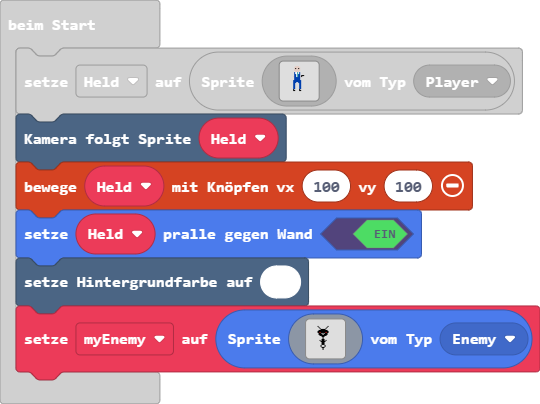 beim Start
setze Held auf Sprite vom Typ Player
Kamera folgt Sprite Held
bewege Held mit Knöpfen vx 100 vy 100
setze Held pralle gegen Wand EIN
setze Hintergrundfarbe auf
setze myEnemy auf Sprite vom Typ Enemy